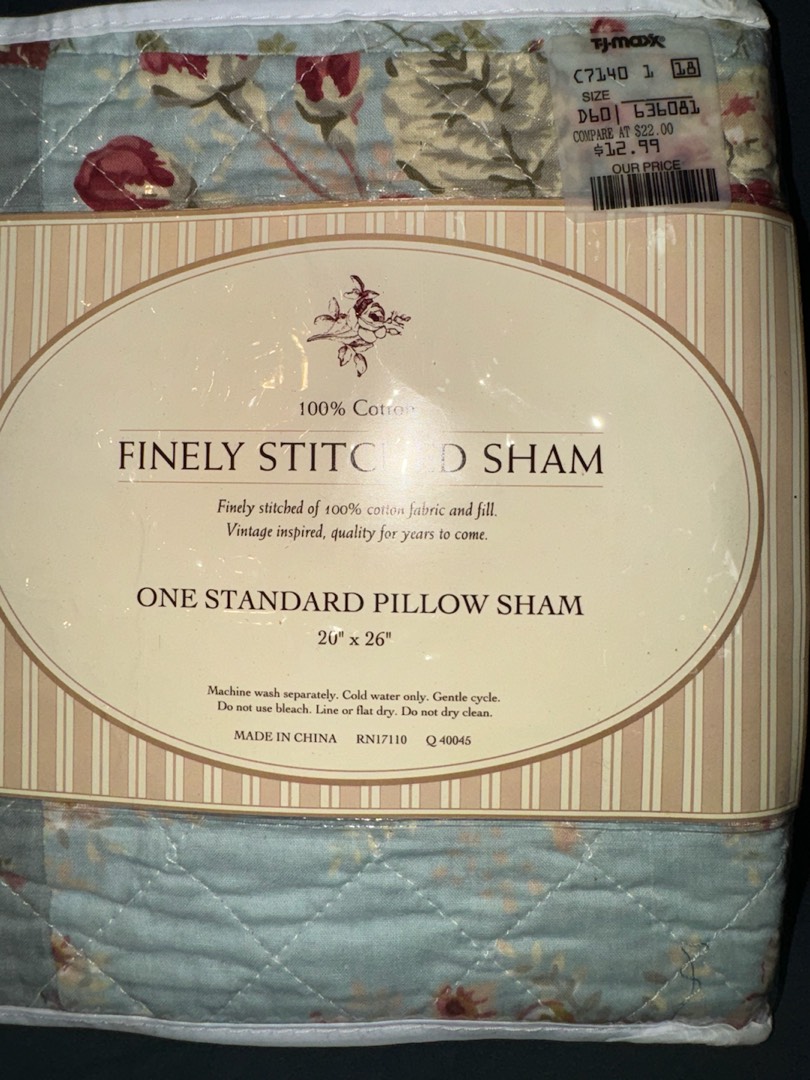 T·J·maxx
C7140 1 18
SIZE
D60| 636081
COMPARE AT $22.00
$12.99
OUR PRICE
100% Cotton
FINELY STITCHED SHAM
Finely stitched of 100% cotton fabric and fill.
Vintage inspired, quality for years to come.
ONE STANDARD PILLOW SHAM
20" x 26"
Machine wash separately. Cold water only. Gentle cycle.
Do not use bleach. Line or flat dry. Do not dry clean.
MADE IN CHINA RN17110 Q 40045